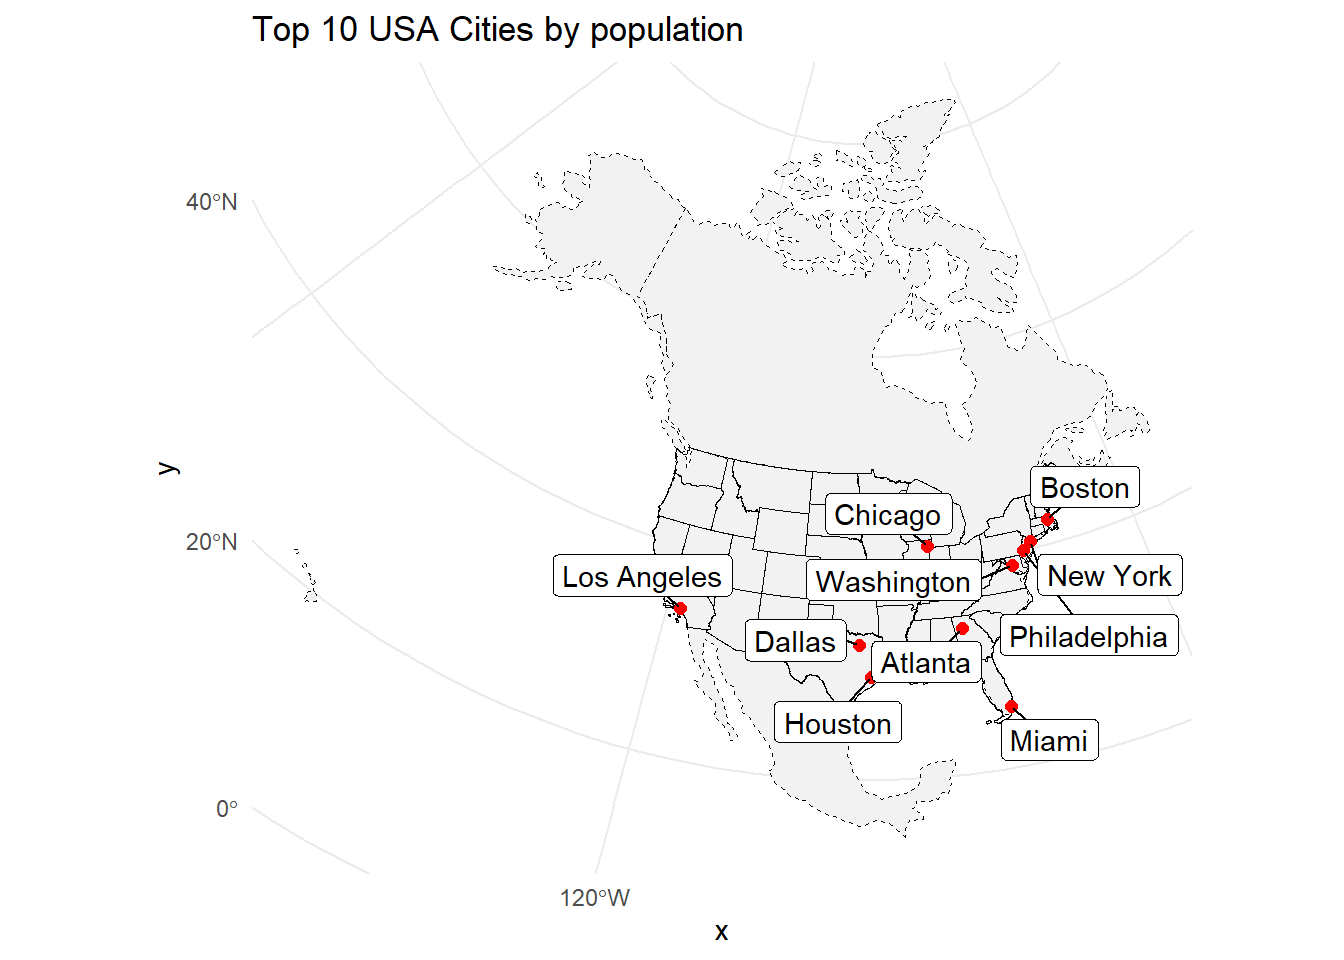 Top 10 USA Cities by population
40°N
20°N
0°
y
Boston
Chicago
Los Angeles
Washington
New York
Dallas
Atlanta
Philadelphia
Houston
Miami
120°W
x